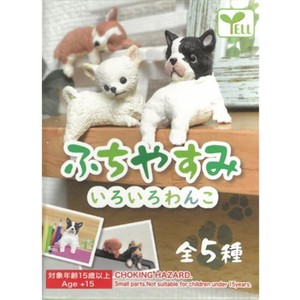 YELL
ふちやすみ
いろいろわんこ
全5種
対象年齢15歳以上
Age +15
CHOKING HAZARD.
Small parts.Not suitable for children under 15years.